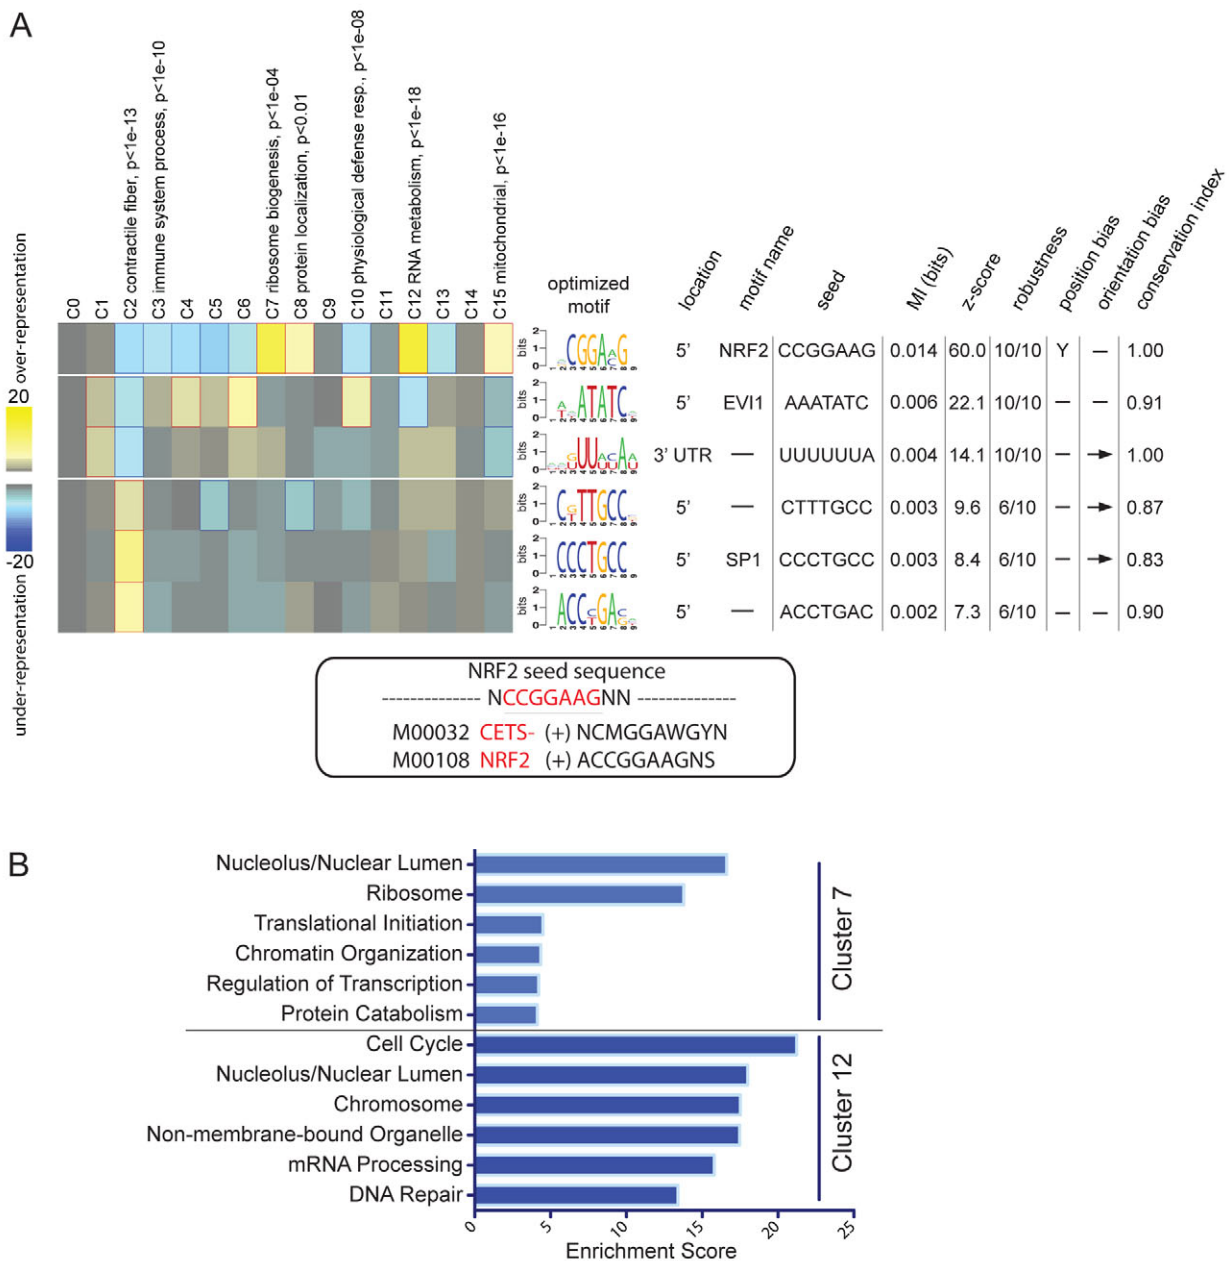 A
C0
C1
C2 contractile fiber, p<1e-13
C3 immune system process, p<1e-10
C4
C5
C6
C7 ribosome biogenesis, p<1e-04
C8 protein localization, p<0.01
C9
C10 physiological defense resp., p<1e-08
C11
C12 RNA metabolism, p<1e-18
C13
C14
C15 mitochondrial, p<1e-16
over-representation
20
-20
under-representation
optimized
motif
location
motif name
seed
MI (bits)
z-score
robustness
position bias
orientation bias
conservation index
5' NRF2 CCGGAAG 0.014 60.0 10/10 Y – 1.00
5' EVI1 AAATATC 0.006 22.1 10/10 – – 0.91
3' UTR — UUUUUUA 0.004 14.1 10/10 – → 1.00
5' — CTTTGCC 0.003 9.6 6/10 – → 0.87
5' SP1 CCCTGCC 0.003 8.4 6/10 – → 0.83
5' — ACCTGAC 0.002 7.3 6/10 – – 0.90
NRF2 seed sequence
------------- NCCGGAAGNN -------------
M00032 CETS- (+) NCMGGAWGYN
M00108 NRF2 (+) ACCGGAAGNS
B
Nucleolus/Nuclear Lumen
Ribosome
Translational Initiation
Chromatin Organization
Regulation of Transcription
Protein Catabolism
Cluster 7
Cell Cycle
Nucleolus/Nuclear Lumen
Chromosome
Non-membrane-bound Organelle
mRNA Processing
DNA Repair
Cluster 12
0 5 10 15 20 25
Enrichment Score